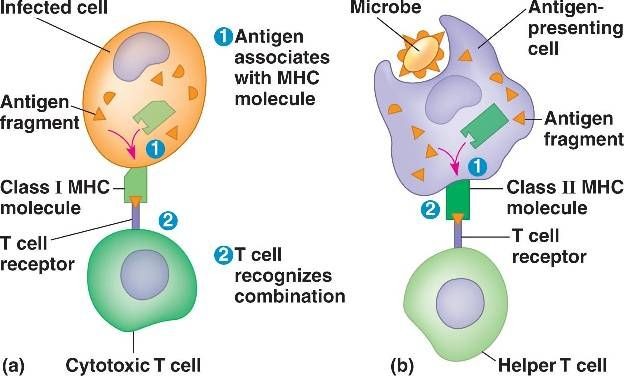 Infected cell
1 Antigen
associates
with MHC
molecule
Antigen
fragment
1
Class I MHC
molecule
2
T cell
receptor
2 T cell
recognizes
combination
(a) Cytotoxic T cell
Microbe
Antigen-
presenting
cell
Antigen
fragment
1
Class II MHC
molecule
2
T cell
receptor
(b) Helper T cell